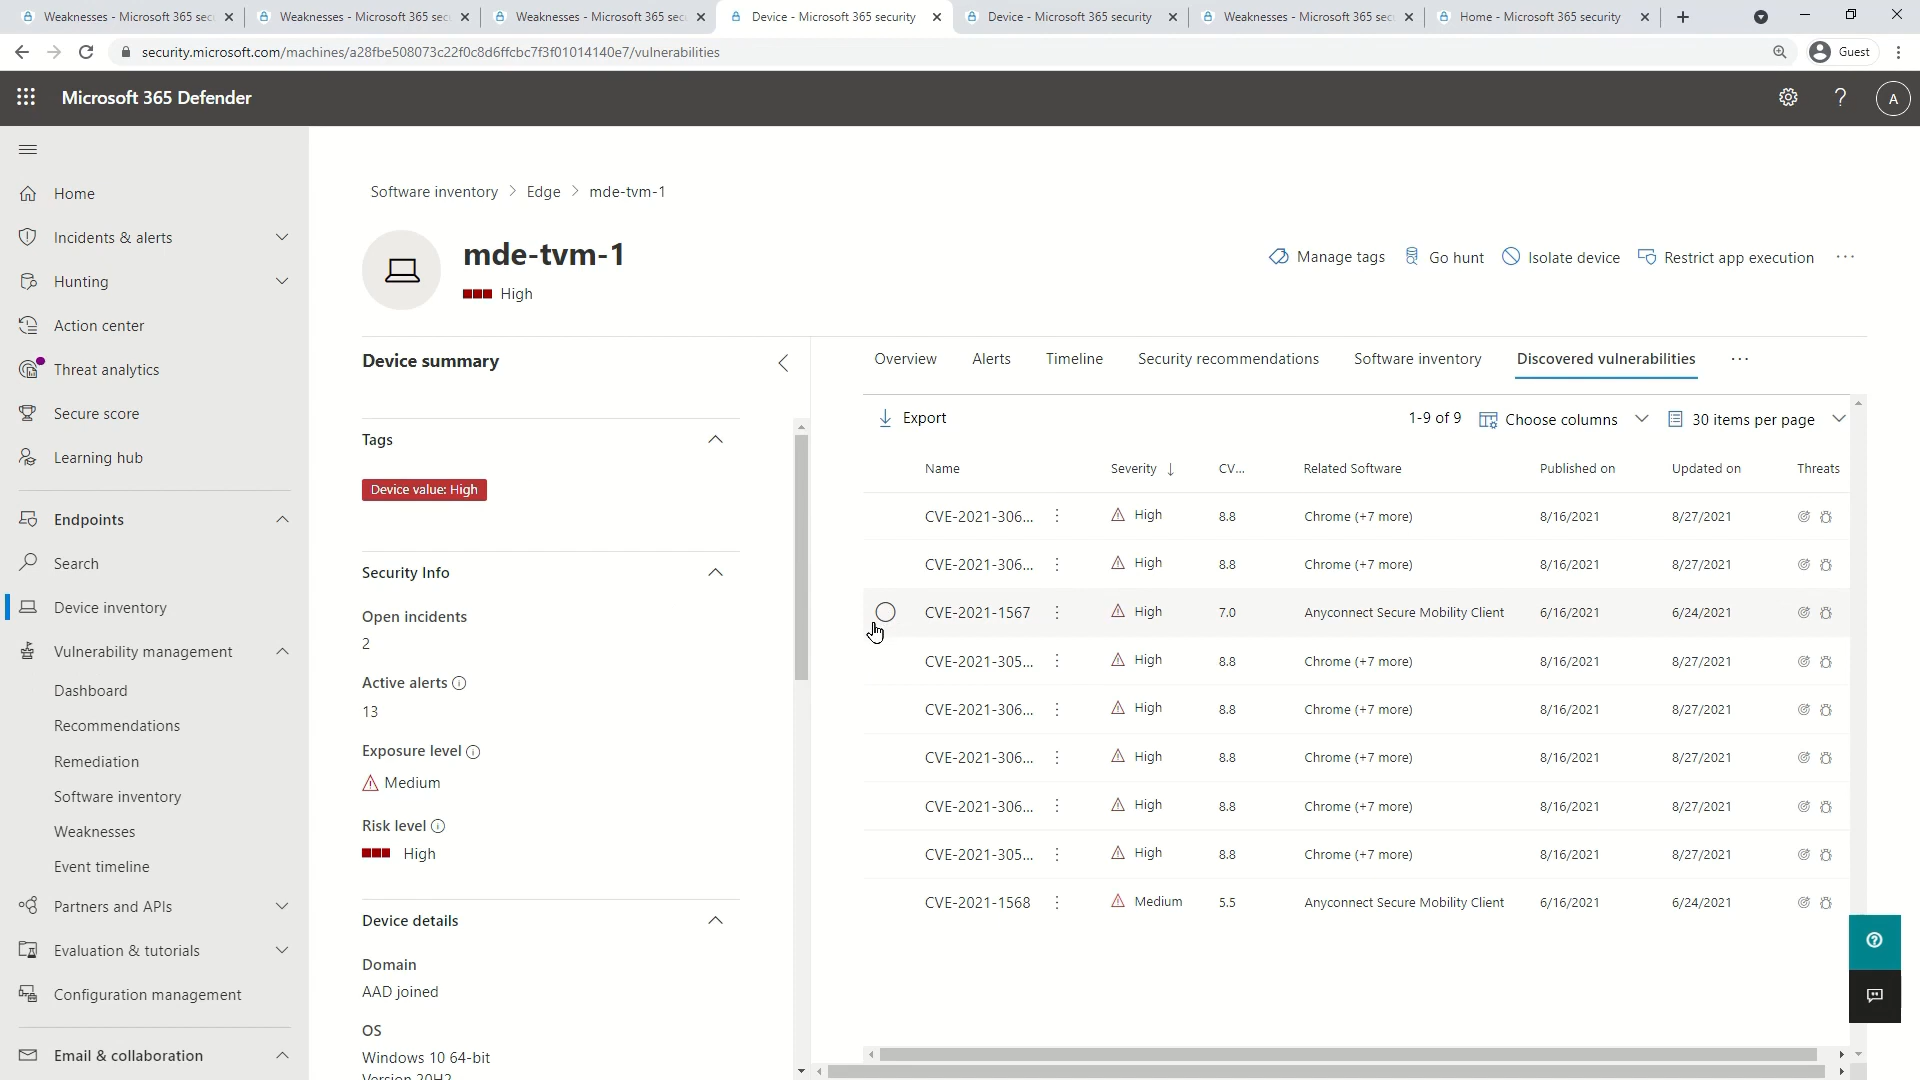 Weaknesses - Microsoft 365 sec
Weaknesses - Microsoft 365 sec
Weaknesses - Microsoft 365 sec
Device - Microsoft 365 security
Device - Microsoft 365 security
Weaknesses - Microsoft 365 sec
Home - Microsoft 365 security
security.microsoft.com/machines/a28fbe508073c22f0c8d6ffcbc7f3f01014140e7/vulnerabilities
Guest
Microsoft 365 Defender
A
Home
Incidents & alerts
Hunting
Action center
Threat analytics
Secure score
Learning hub
Endpoints
Search
Device inventory
Vulnerability management
Dashboard
Recommendations
Remediation
Software inventory
Weaknesses
Event timeline
Partners and APIs
Evaluation & tutorials
Configuration management
Email & collaboration
Software inventory > Edge > mde-tvm-1
mde-tvm-1
High
Manage tags Go hunt Isolate device Restrict app execution ...
Device summary
Tags
Device value: High
Security Info
Open incidents
2
Active alerts
13
Exposure level
Medium
Risk level
High
Device details
Domain
AAD joined
OS
Windows 10 64-bit
Version 20H2
Overview Alerts Timeline Security recommendations Software inventory Discovered vulnerabilities ...
Export 1-9 of 9 Choose columns 30 items per page
Name Severity ↓ CV... Related Software Published on Updated on Threats
CVE-2021-306... High 8.8 Chrome (+7 more) 8/16/2021 8/27/2021
CVE-2021-306... High 8.8 Chrome (+7 more) 8/16/2021 8/27/2021
CVE-2021-1567 High 7.0 Anyconnect Secure Mobility Client 6/16/2021 6/24/2021
CVE-2021-305... High 8.8 Chrome (+7 more) 8/16/2021 8/27/2021
CVE-2021-306... High 8.8 Chrome (+7 more) 8/16/2021 8/27/2021
CVE-2021-306... High 8.8 Chrome (+7 more) 8/16/2021 8/27/2021
CVE-2021-306... High 8.8 Chrome (+7 more) 8/16/2021 8/27/2021
CVE-2021-305... High 8.8 Chrome (+7 more) 8/16/2021 8/27/2021
CVE-2021-1568 Medium 5.5 Anyconnect Secure Mobility Client 6/16/2021 6/24/2021